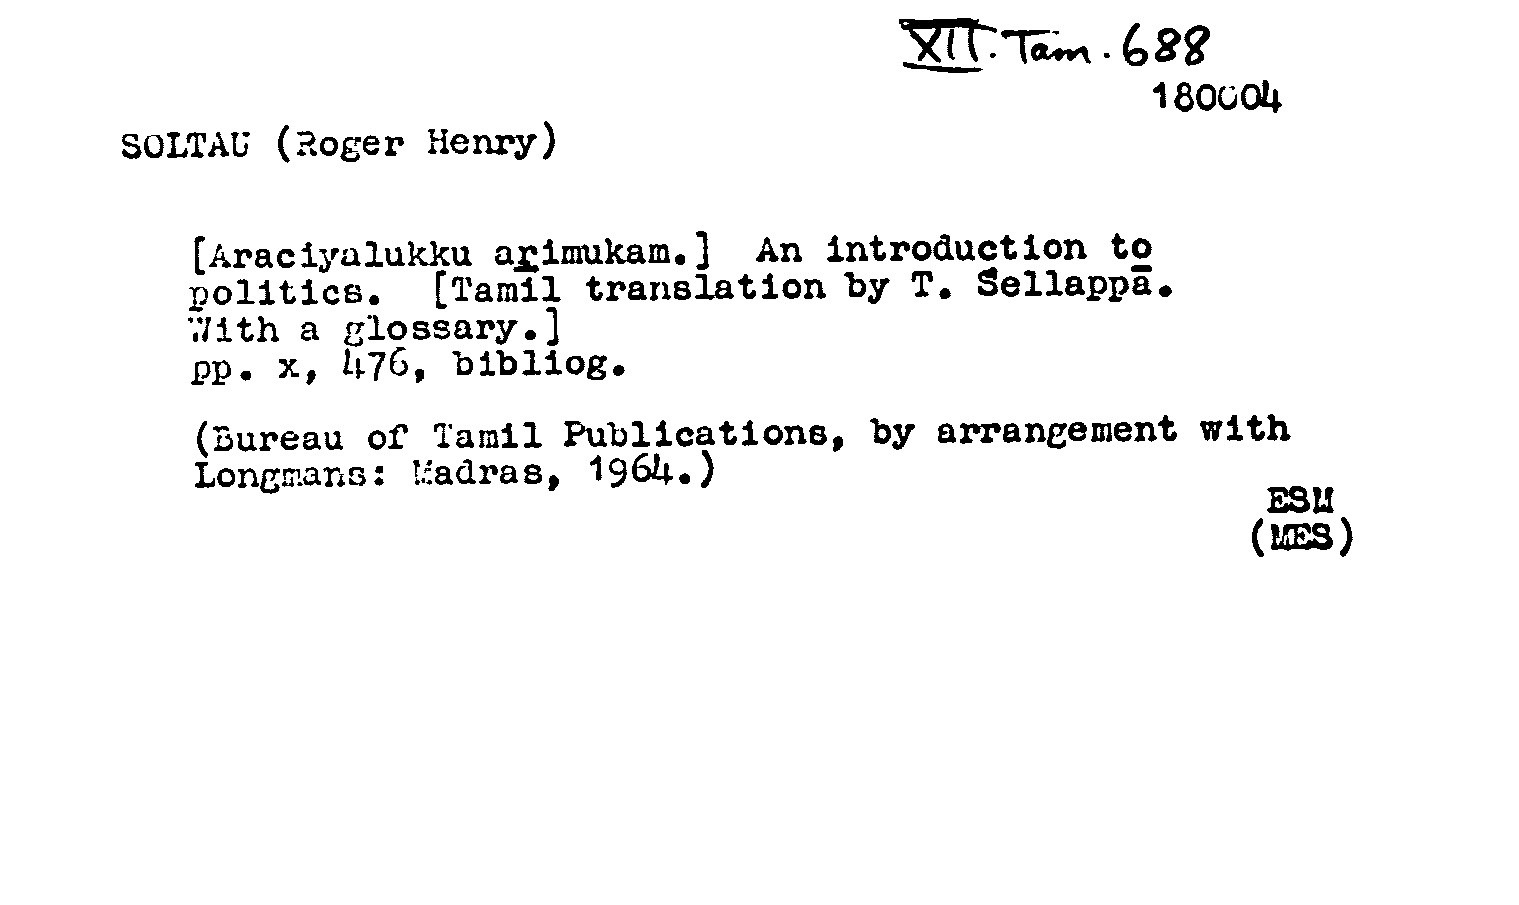 XII. Tam. 688
180004
SOLTAU (Roger Henry)
[Araciyalukku aṟimukam.] An introduction to
politics. [Tamil translation by T. Sellappā.
With a glossary.]
pp. x, 476, bibliog.
(Bureau of Tamil Publications, by arrangement with
Longmans: Madras, 1964.)
ESM
(MES)